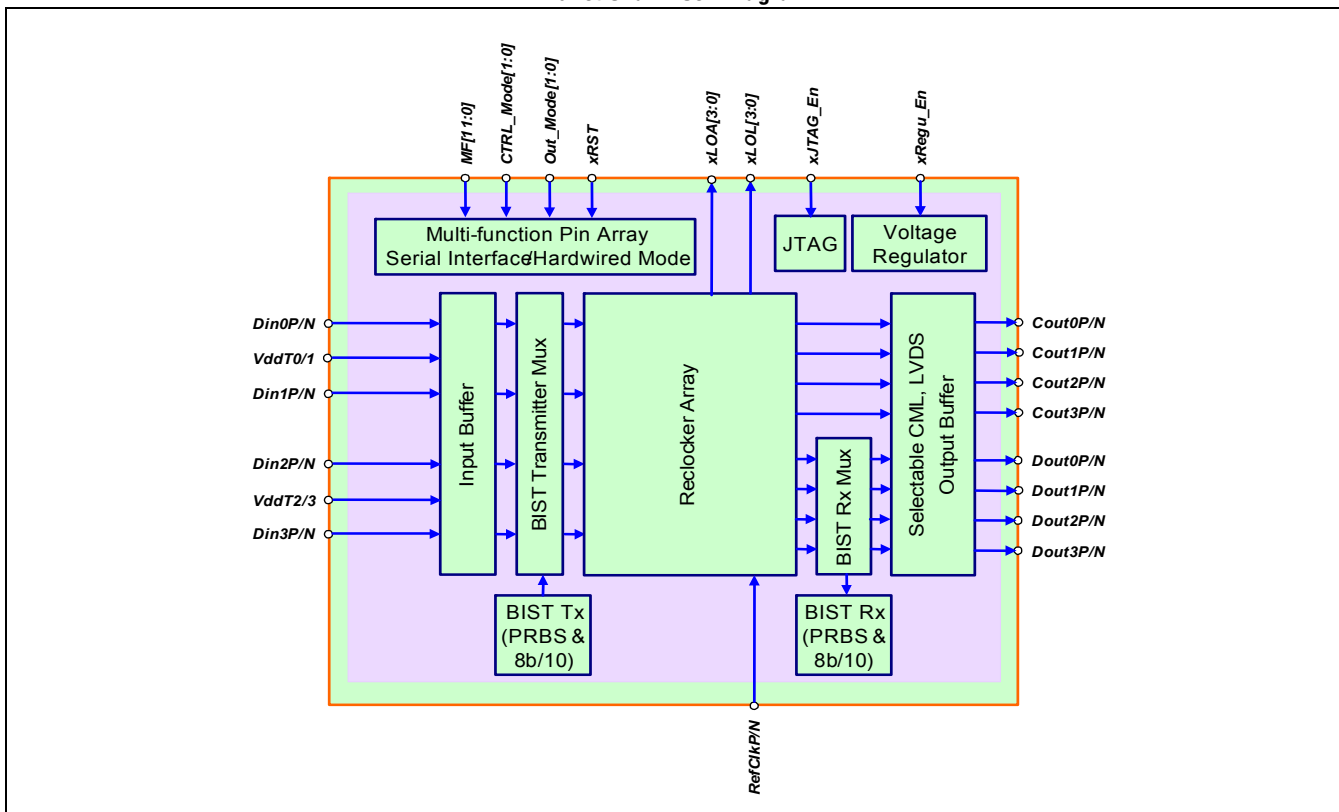 MF[11:0]
CTRL_Mode[1:0]
Out_Mode[1:0]
xRST
xLOA[3:0]
xLOL[3:0]
xJTAG_En
xRegu_En
Multi-function Pin Array
Serial Interface/Hardwired Mode
JTAG
Voltage
Regulator
Din0P/N
VddT0/1
Din1P/N
Din2P/N
VddT2/3
Din3P/N
Input Buffer
BIST Transmitter Mux
Reclocker Array
BIST Rx Mux
Selectable CML, LVDS
Output Buffer
Cout0P/N
Cout1P/N
Cout2P/N
Cout3P/N
Dout0P/N
Dout1P/N
Dout2P/N
Dout3P/N
BIST Tx
(PRBS &
8b/10)
BIST Rx
(PRBS &
8b/10)
RefClkP/N